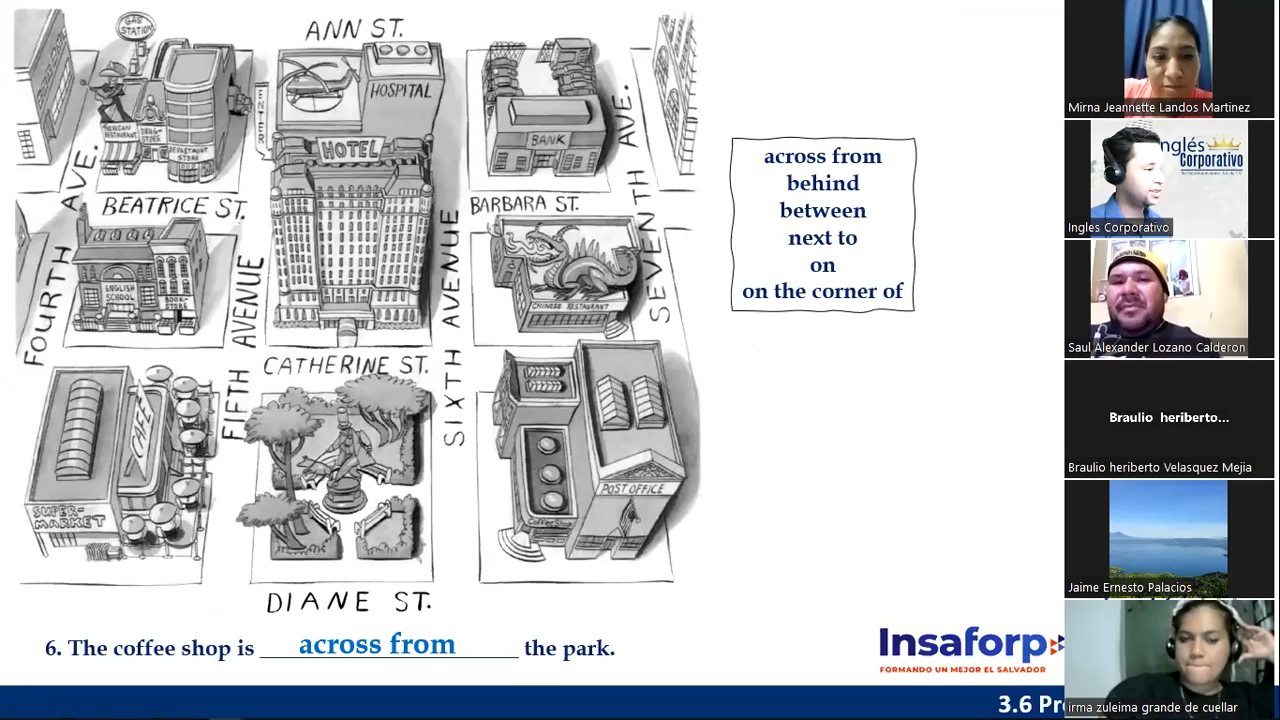 GAS STATION
ANN ST.
ENTER
HOSPITAL
MEXICAN RESTAURANT
DRUG-STORE
DEPARTMENT STORE
HOTEL
BANK
FOURTH AVE.
BEATRICE ST.
FIFTH AVENUE
SIXTH AVENUE
BARBARA ST.
SEVENTH AVE.
ENGLISH SCHOOL
BOOK-STORE
CHINESE RESTAURANT
CATHERINE ST.
CAFE
SUPER-MARKET
POST OFFICE
Coffee Shop
DIANE ST.
across from
behind
between
next to
on
on the corner of
6. The coffee shop is across from the park.
Insaforp
FORMANDO UN MEJOR EL SALVADOR
3.6
Mirna Jeannette Landos Martinez
Inglés
Corporativo
Ingles Corporativo
Saul Alexander Lozano Calderon
Braulio heriberto...
Braulio heriberto Velasquez Mejia
Jaime Ernesto Palacios
irma zuleima grande de cuellar